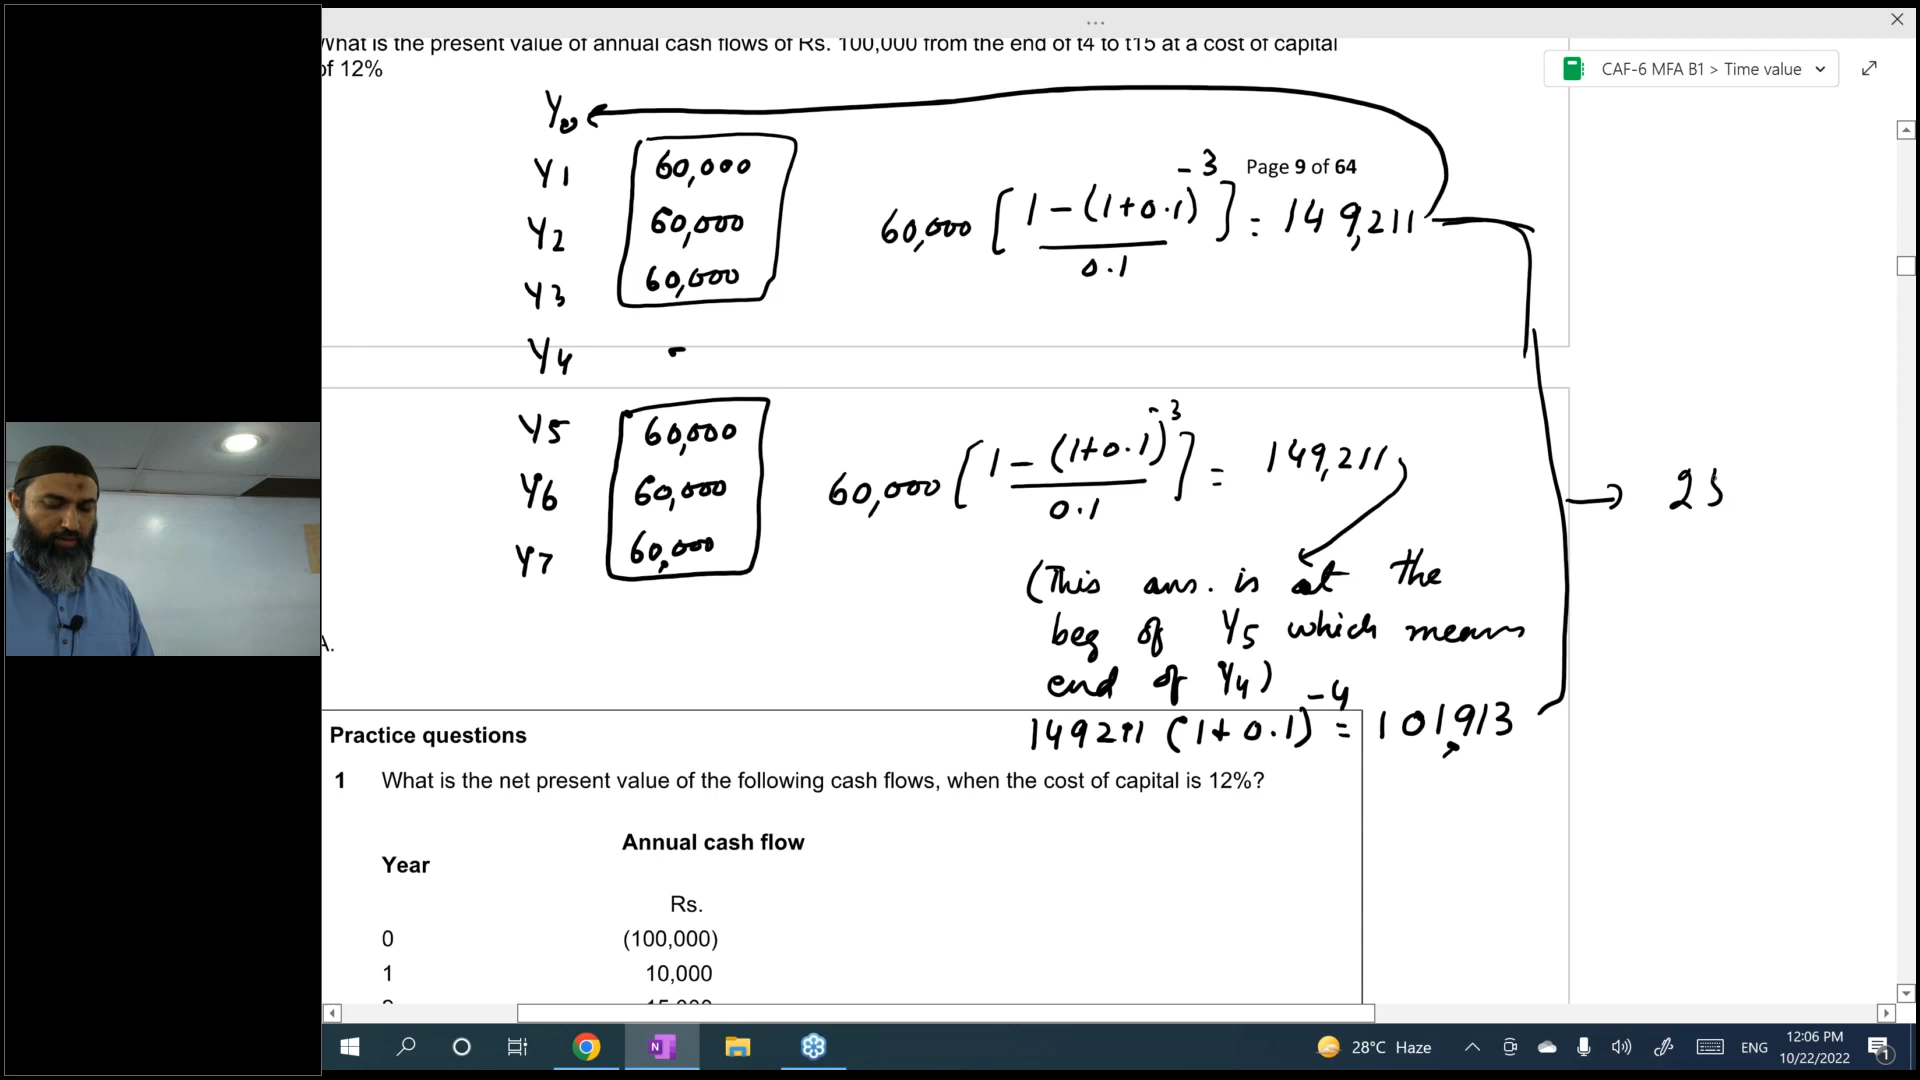 What is the present value of annual cash flows of Rs. 100,000 from the end of t4 to t15 at a cost of capital
of 12%
CAF-6 MFA B1 > Time value
Y0
Y1 60,000
Page 9 of 64
Y2 60,000
60,000 [1-(1+0.1)-3] = 149,211
0.1
Y3 60,000
Y4 -
Y5 60,000
Y6 60,000
60,000 [1-(1+0.1)-3] = 149,211
0.1
Y7 60,000
25
(This ans. is at the
beg of Y5 which means
end of Y4)
149211 (1+0.1)-4 = 101,913
A.
Practice questions
1 What is the net present value of the following cash flows, when the cost of capital is 12%?
Annual cash flow
Year
Rs.
0 (100,000)
1 10,000
28°C Haze
ENG
12:06 PM
10/22/2022
1